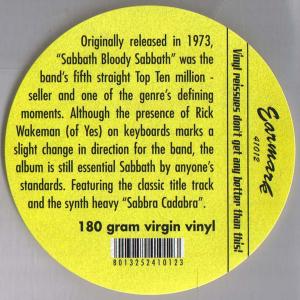 Originally released in 1973,
"Sabbath Bloody Sabbath" was the
band's fifth straight Top Ten million -
seller and one of the genre's defining
moments. Although the presence of Rick
Wakeman (of Yes) on keyboards marks a
slight change in direction for the band, the
album is still essential Sabbath by anyone's
standards. Featuring the classic title track
and the synth heavy "Sabbra Cadabra".
180 gram virgin vinyl
8013252410123
Vinyl reissues don't get any better than this!
Earmark
41012